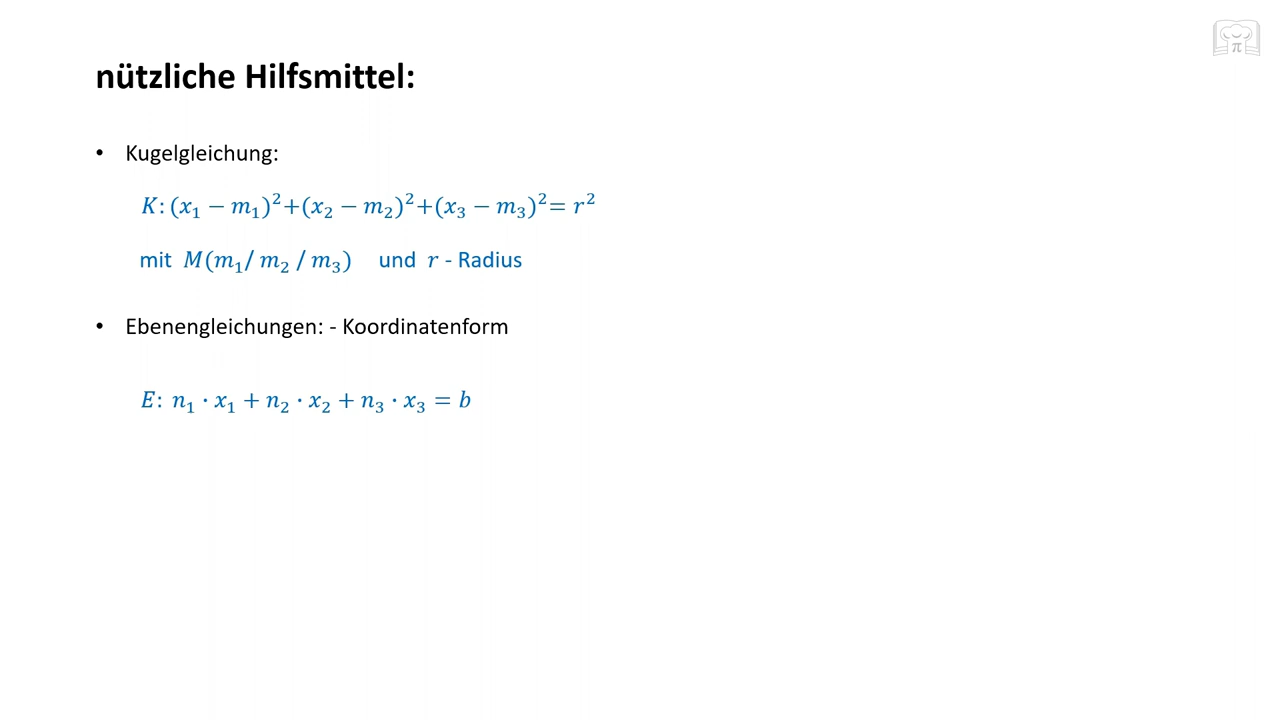 nützliche Hilfsmittel:
• Kugelgleichung:
K: (x₁ − m₁)²+(x₂ − m₂)²+(x₃ − m₃)²= r²
mit M(m₁/ m₂ / m₃) und r - Radius
• Ebenengleichungen: - Koordinatenform
E: n₁ · x₁ + n₂ · x₂ + n₃ · x₃ = b
π